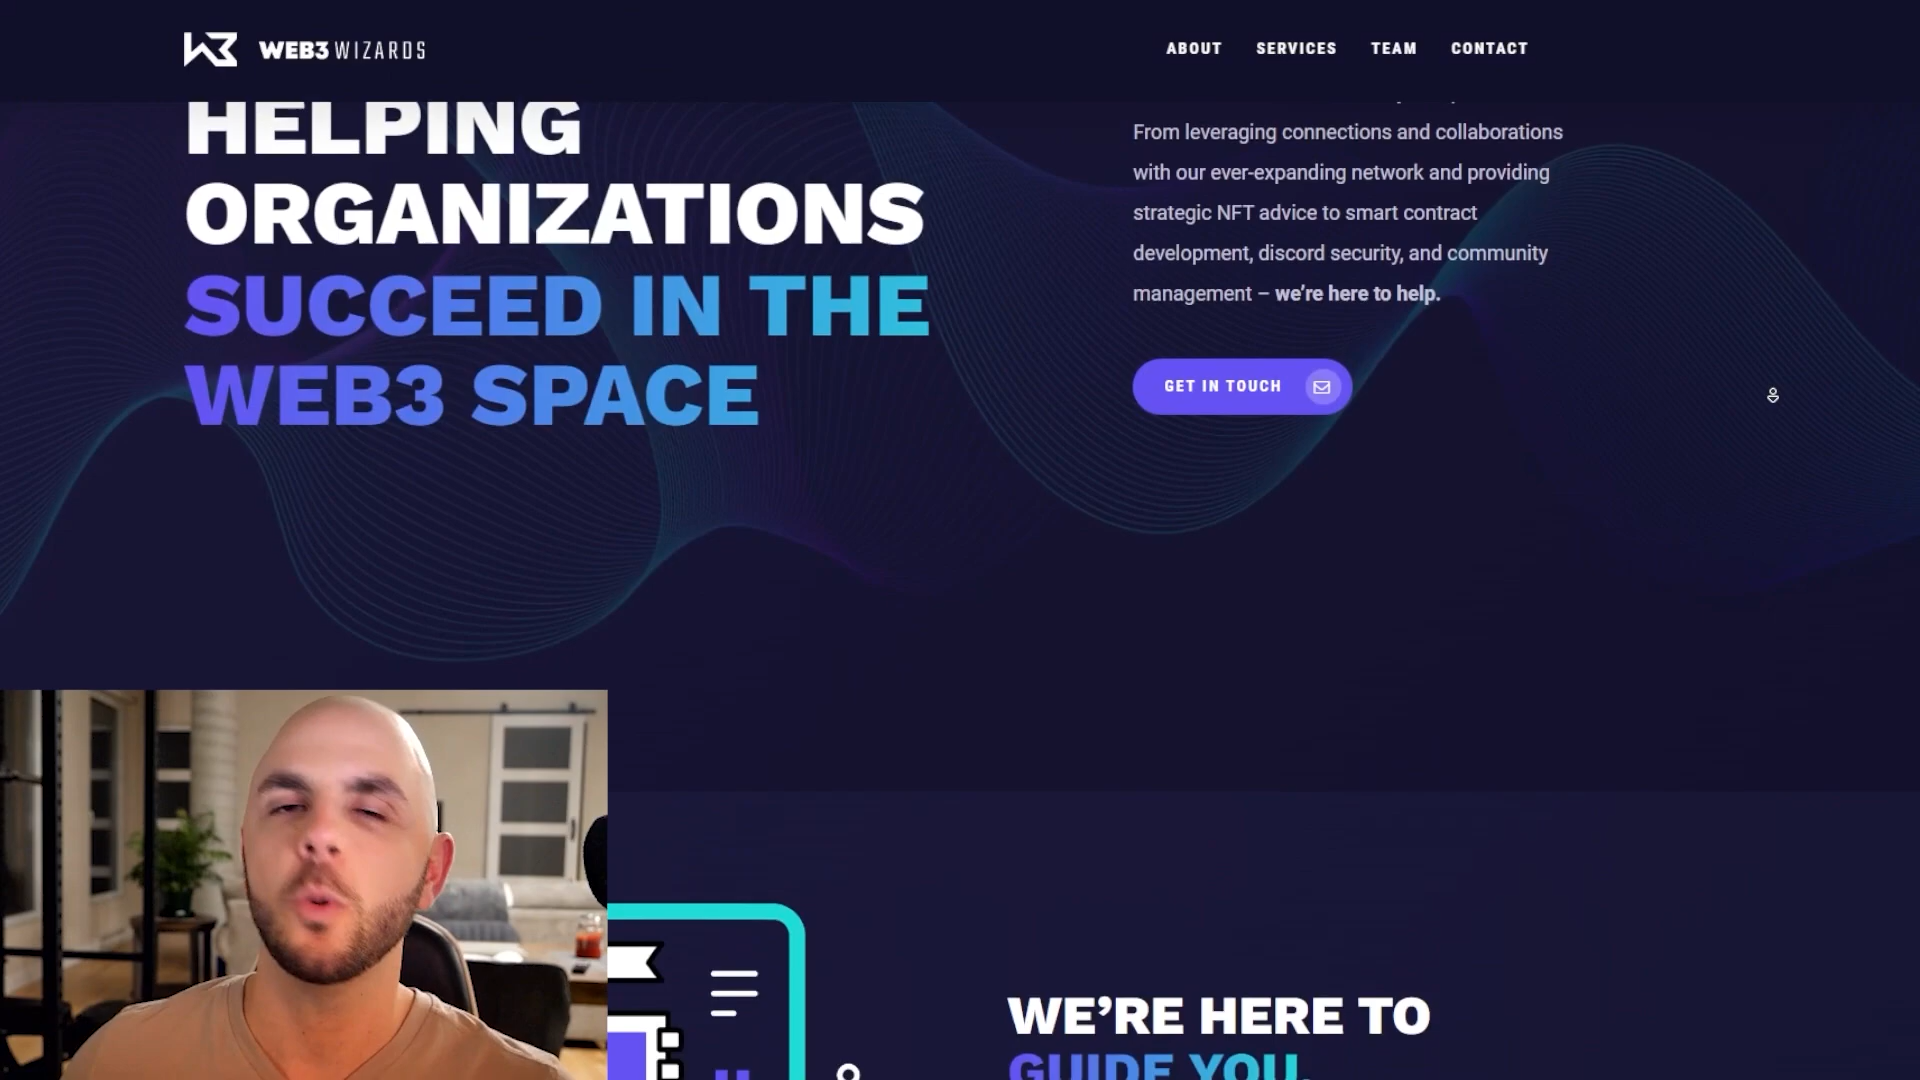 WEB3 WIZARDS
ABOUT SERVICES TEAM CONTACT
HELPING
ORGANIZATIONS
SUCCEED IN THE
WEB3 SPACE
From leveraging connections and collaborations
with our ever-expanding network and providing
strategic NFT advice to smart contract
development, discord security, and community
management – we’re here to help.
GET IN TOUCH
WE’RE HERE TO
GUIDE YOU.